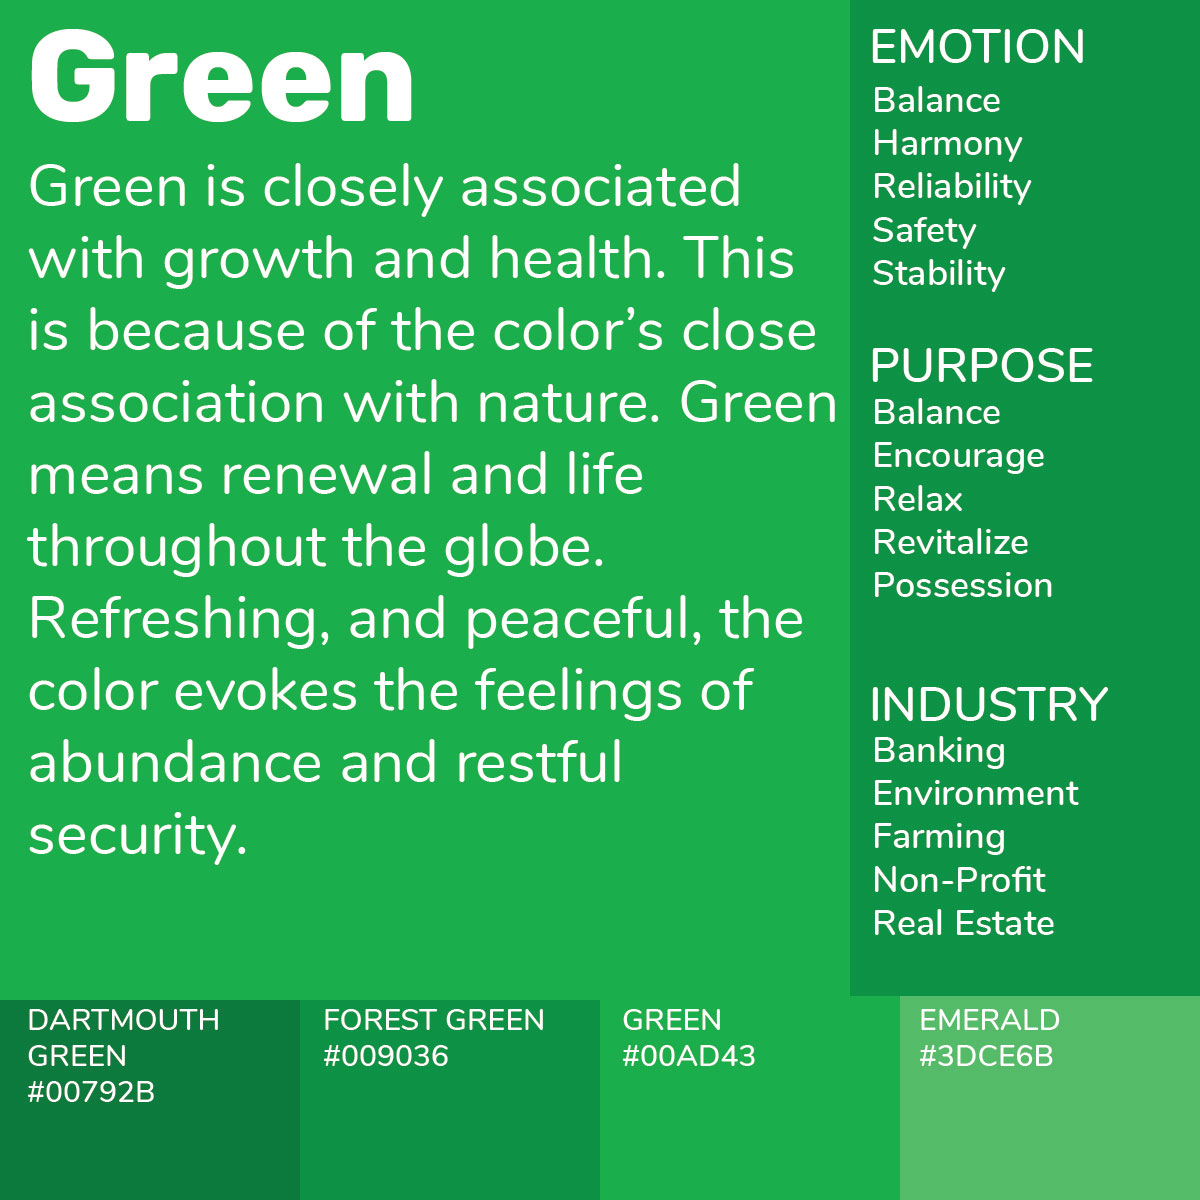 Green
Green is closely associated
with growth and health. This
is because of the color’s close
association with nature. Green
means renewal and life
throughout the globe.
Refreshing, and peaceful, the
color evokes the feelings of
abundance and restful
security.
EMOTION
Balance
Harmony
Reliability
Safety
Stability
PURPOSE
Balance
Encourage
Relax
Revitalize
Possession
INDUSTRY
Banking
Environment
Farming
Non-Profit
Real Estate
DARTMOUTH
GREEN
#00792B
FOREST GREEN
#009036
GREEN
#00AD43
EMERALD
#3DCE6B